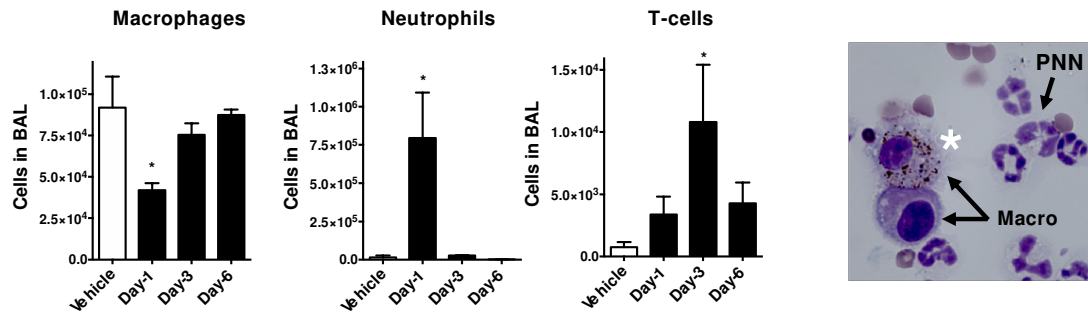 Macrophages
Cells in BAL
1.0×10⁵
7.5×10⁴
5.0×10⁴
2.5×10⁴
0.0
*
Vehicle
Day-1
Day-3
Day-6
Neutrophils
Cells in BAL
1.3×10⁶
1.0×10⁶
7.5×10⁵
5.0×10⁵
2.5×10⁵
0.0
*
Vehicle
Day-1
Day-3
Day-6
T-cells
Cells in BAL
1.5×10⁴
1.0×10⁴
5.0×10³
0.0
*
Vehicle
Day-1
Day-3
Day-6
PNN
*
Macro